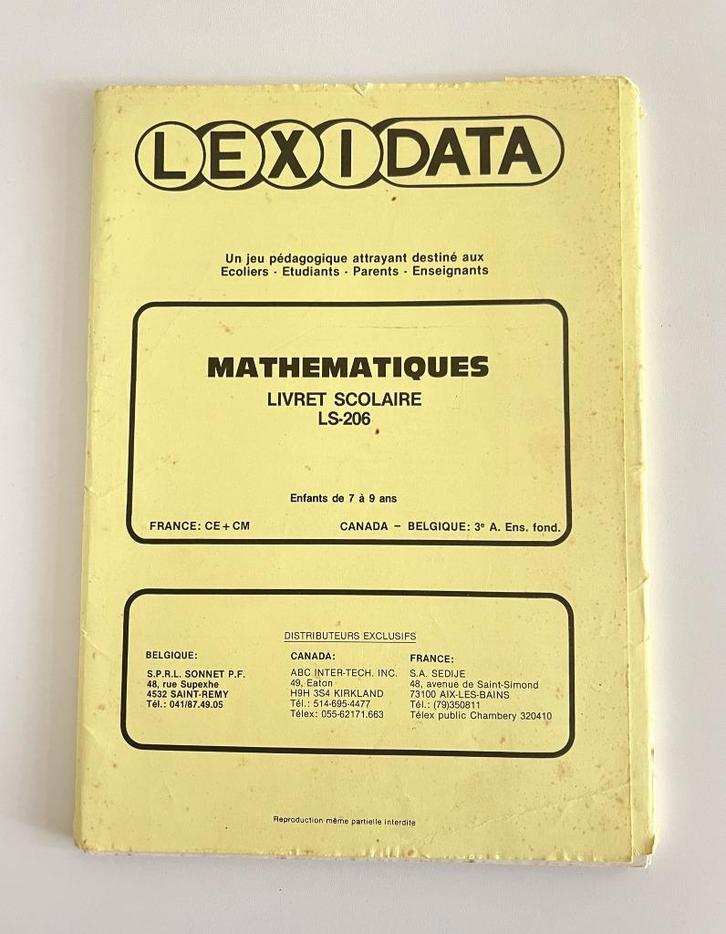 LEXIDATA
Un jeu pédagogique attrayant destiné aux
Ecoliers · Etudiants · Parents · Enseignants
MATHEMATIQUES
LIVRET SCOLAIRE
LS-206
Enfants de 7 à 9 ans
FRANCE: CE+CM CANADA – BELGIQUE: 3e A. Ens. fond.
DISTRIBUTEURS EXCLUSIFS
BELGIQUE:
S.P.R.L. SONNET P.F.
48, rue Supexhe
4532 SAINT-REMY
Tél.: 041/87.49.05
CANADA:
ABC INTER-TECH. INC.
49, Eaton
H9H 3S4 KIRKLAND
Tél.: 514-695-4477
Télex: 055-62171.663
FRANCE:
S.A. SEDIJE
48, avenue de Saint-Simond
73100 AIX-LES-BAINS
Tél.: (79)350811
Télex public Chambery 320410
Reproduction même partielle interdite